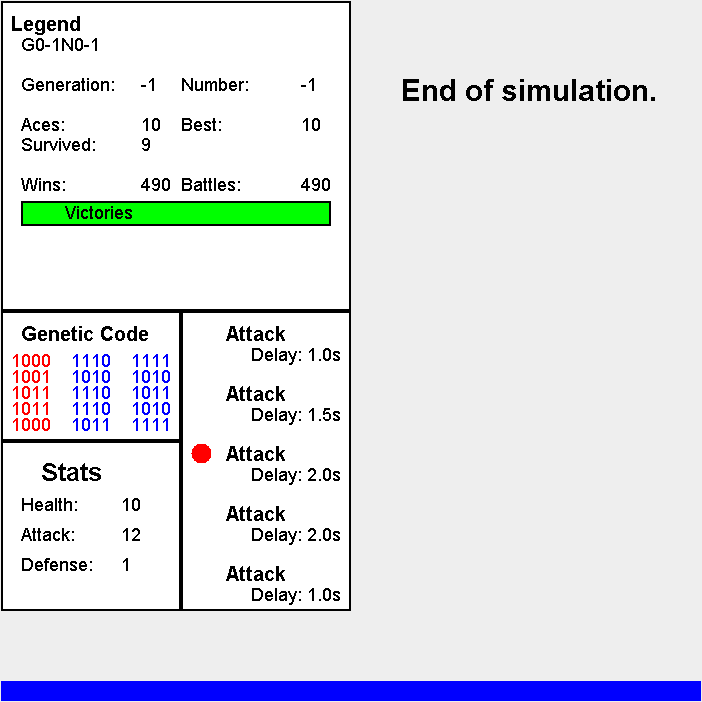 Legend
G0-1N0-1
Generation: -1 Number: -1
Aces: 10 Best: 10
Survived: 9
Wins: 490 Battles: 490
Victories
End of simulation.
Genetic Code
1000 1110 1111
1001 1010 1010
1011 1110 1011
1011 1110 1010
1000 1011 1111
Stats
Health: 10
Attack: 12
Defense: 1
Attack
Delay: 1.0s
Attack
Delay: 1.5s
Attack
Delay: 2.0s
Attack
Delay: 2.0s
Attack
Delay: 1.0s